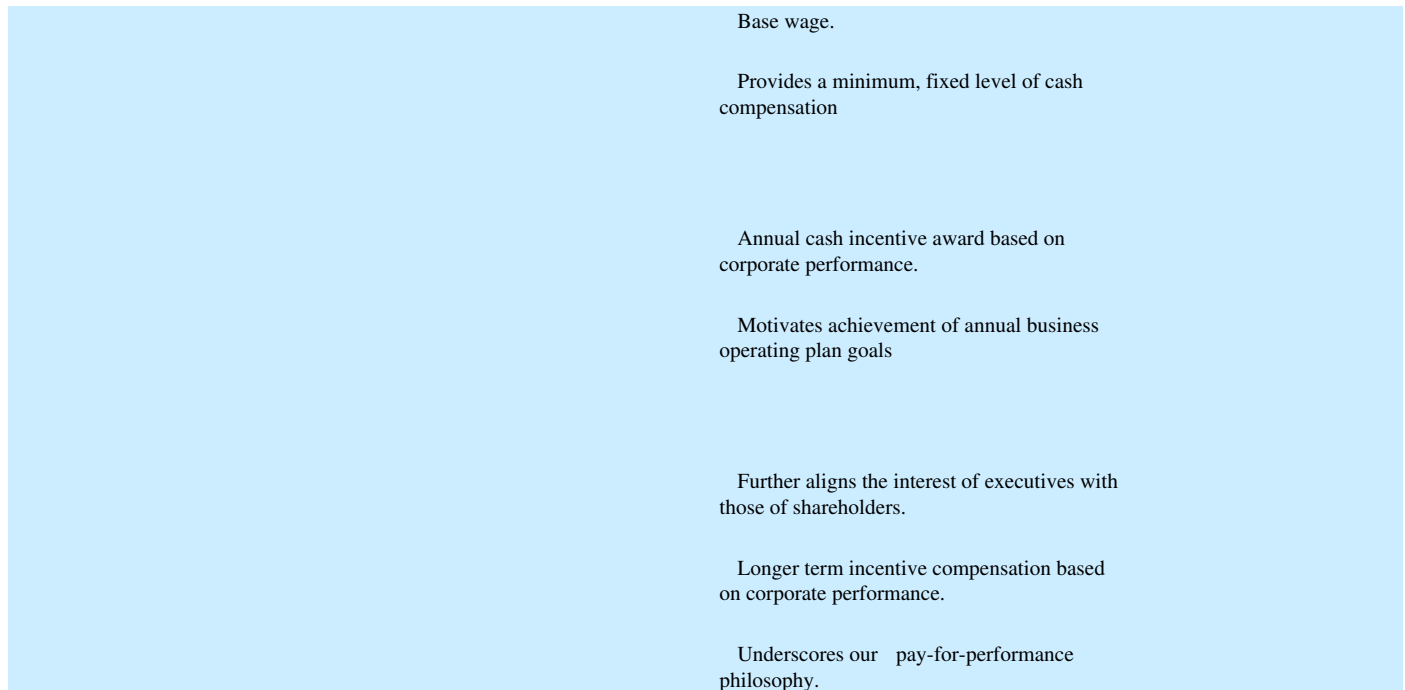 Base wage.
Provides a minimum, fixed level of cash
compensation
Annual cash incentive award based on
corporate performance.
Motivates achievement of annual business
operating plan goals
Further aligns the interest of executives with
those of shareholders.
Longer term incentive compensation based
on corporate performance.
Underscores our pay-for-performance
philosophy.